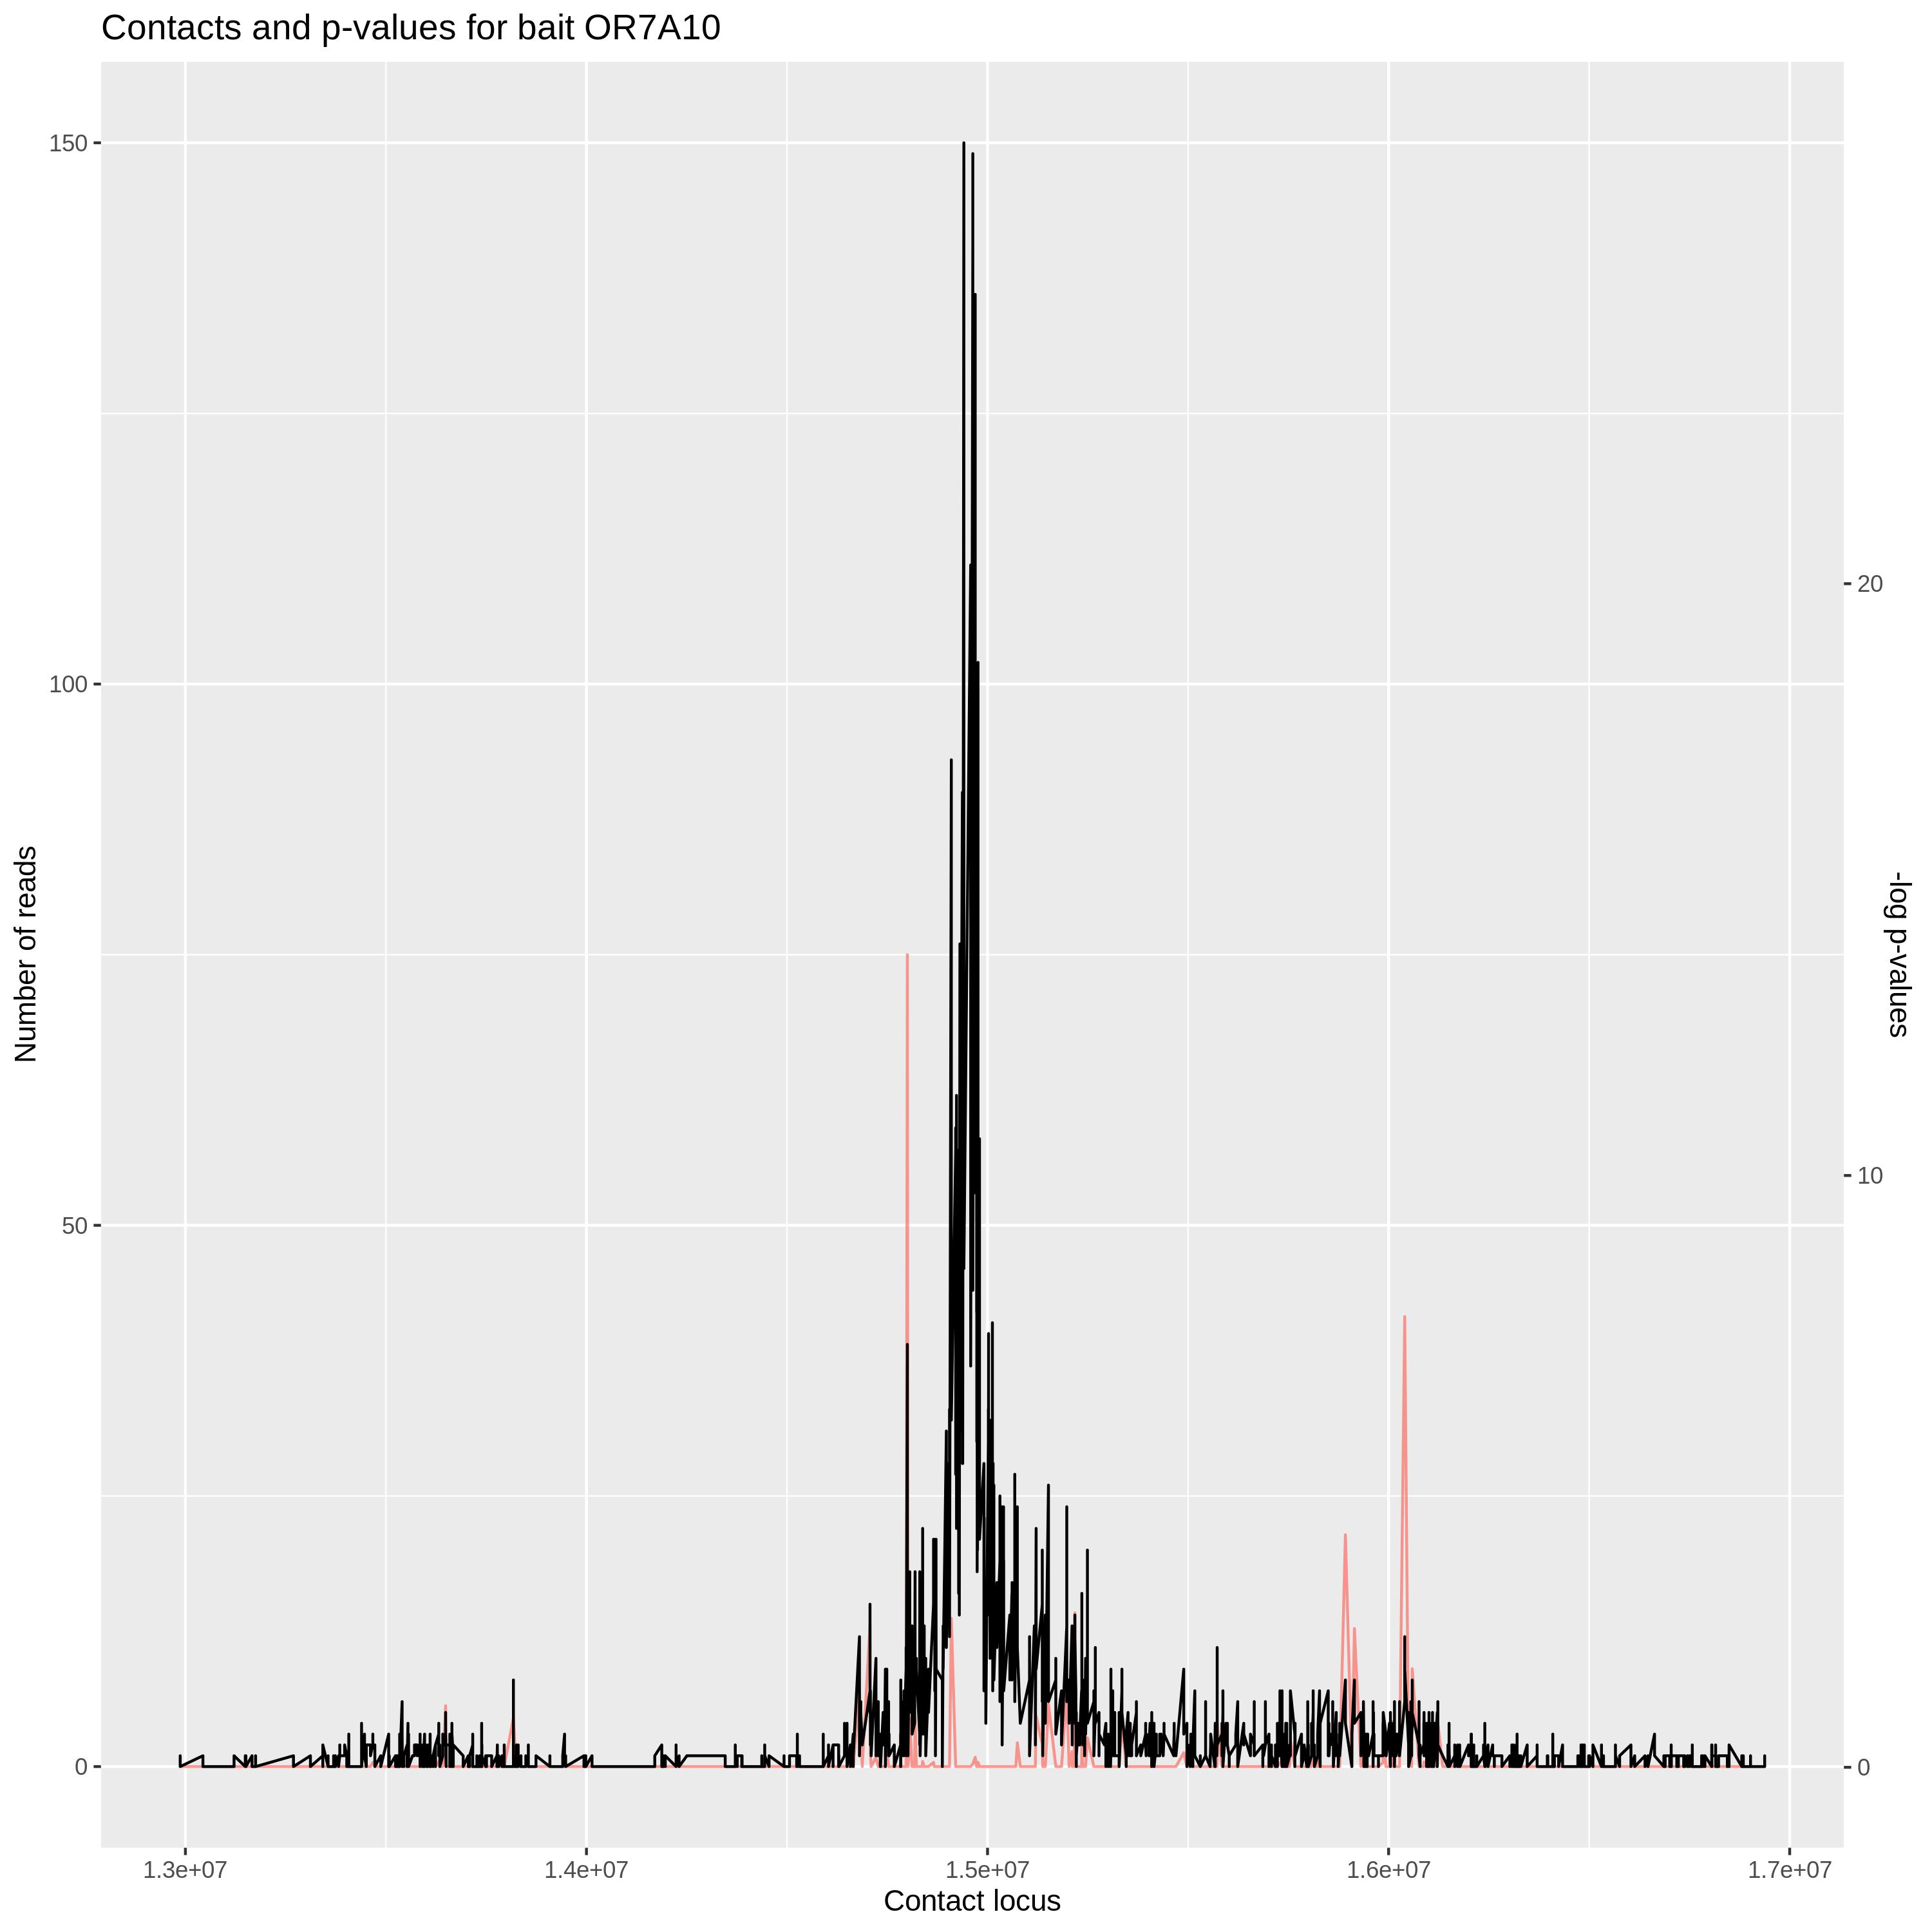 Contacts and p-values for bait OR7A10
150
100
50
0
Number of reads
20
10
0
-log p-values
1.3e+07 1.4e+07 1.5e+07 1.6e+07 1.7e+07
Contact locus